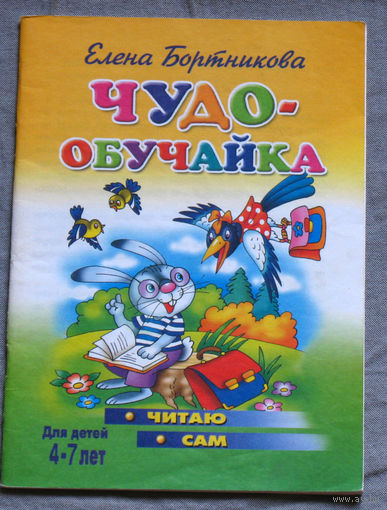 Елена Бортникова
ЧУДО-
ОБУЧАЙКА
• ЧИТАЮ
Для детей
• САМ
4-7 лет